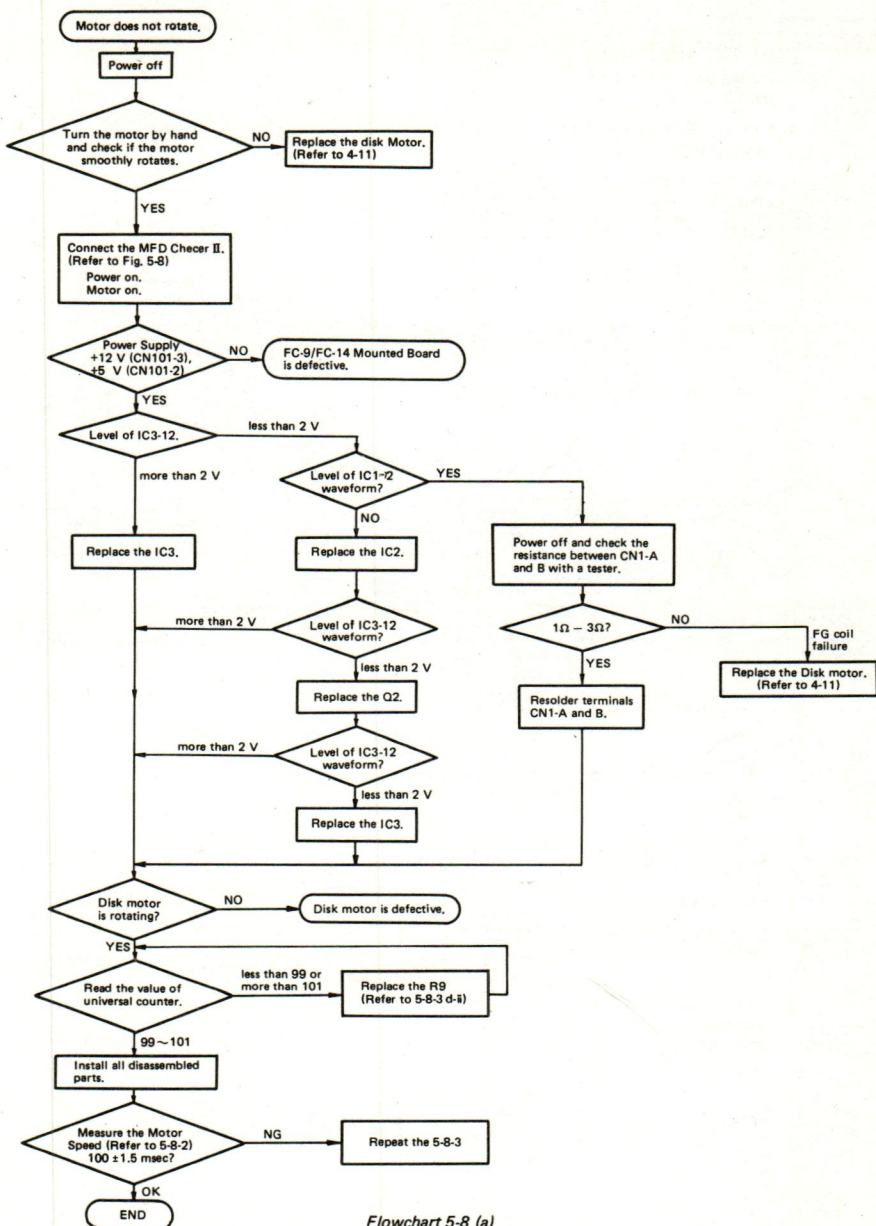 Motor does not rotate.
Power off
Turn the motor by hand
and check if the motor
smoothly rotates.
NO
Replace the disk Motor.
(Refer to 4-11)
YES
Connect the MFD Checer II.
(Refer to Fig. 5-8)
Power on.
Motor on.
Power Supply
+12 V (CN101-3),
+5 V (CN101-2)
NO
FC-9/FC-14 Mounted Board
is defective.
YES
Level of IC3-12.
less than 2 V
more than 2 V
Level of IC1-2
waveform?
YES
NO
Replace the IC3.
Replace the IC2.
Power off and check the
resistance between CN1-A
and B with a tester.
more than 2 V
Level of IC3-12
waveform?
1Ω – 3Ω?
NO
FG coil
failure
less than 2 V
YES
Replace the Disk motor.
(Refer to 4-11)
Replace the Q2.
Resolder terminals
CN1-A and B.
more than 2 V
Level of IC3-12
waveform?
less than 2 V
Replace the IC3.
Disk motor
is rotating?
NO
Disk motor is defective.
YES
Read the value of
universal counter.
less than 99 or
more than 101
Replace the R9
(Refer to 5-8-3 d-ii)
99~101
Install all disassembled
parts.
Measure the Motor
Speed (Refer to 5-8-2)
100 ±1.5 msec?
NG
Repeat the 5-8-3
OK
END
Flowchart 5-8 (a)